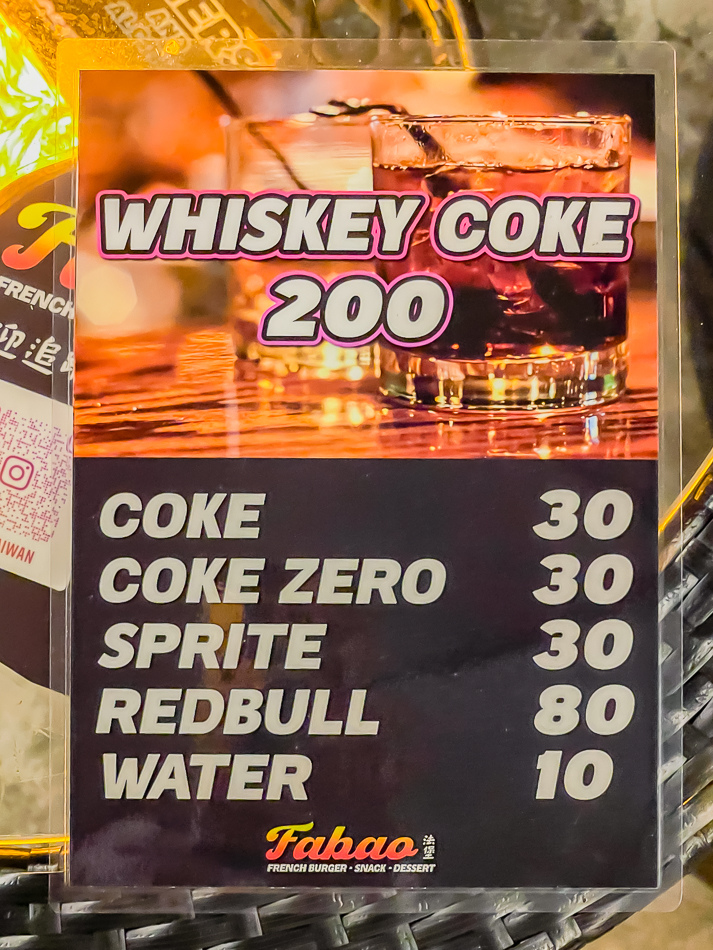 WHISKEY COKE
200
COKE 30
COKE ZERO 30
SPRITE 30
REDBULL 80
WATER 10
Fabao 法堡
FRENCH BURGER - SNACK - DESSERT
AND
FRENCH